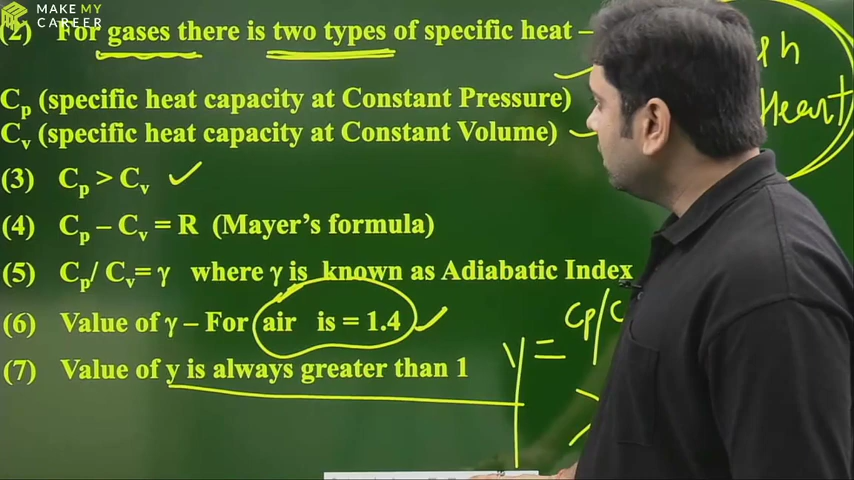 MAKE MY
CAREER
(2) For gases there is two types of specific heat –
Cp (specific heat capacity at Constant Pressure)
Cv (specific heat capacity at Constant Volume)
(3) Cp > Cv
(4) Cp – Cv = R (Mayer's formula)
(5) Cp/ Cv= γ where γ is known as Adiabatic Index
(6) Value of γ – For air is = 1.4
(7) Value of y is always greater than 1
γ = Cp/C
Heart